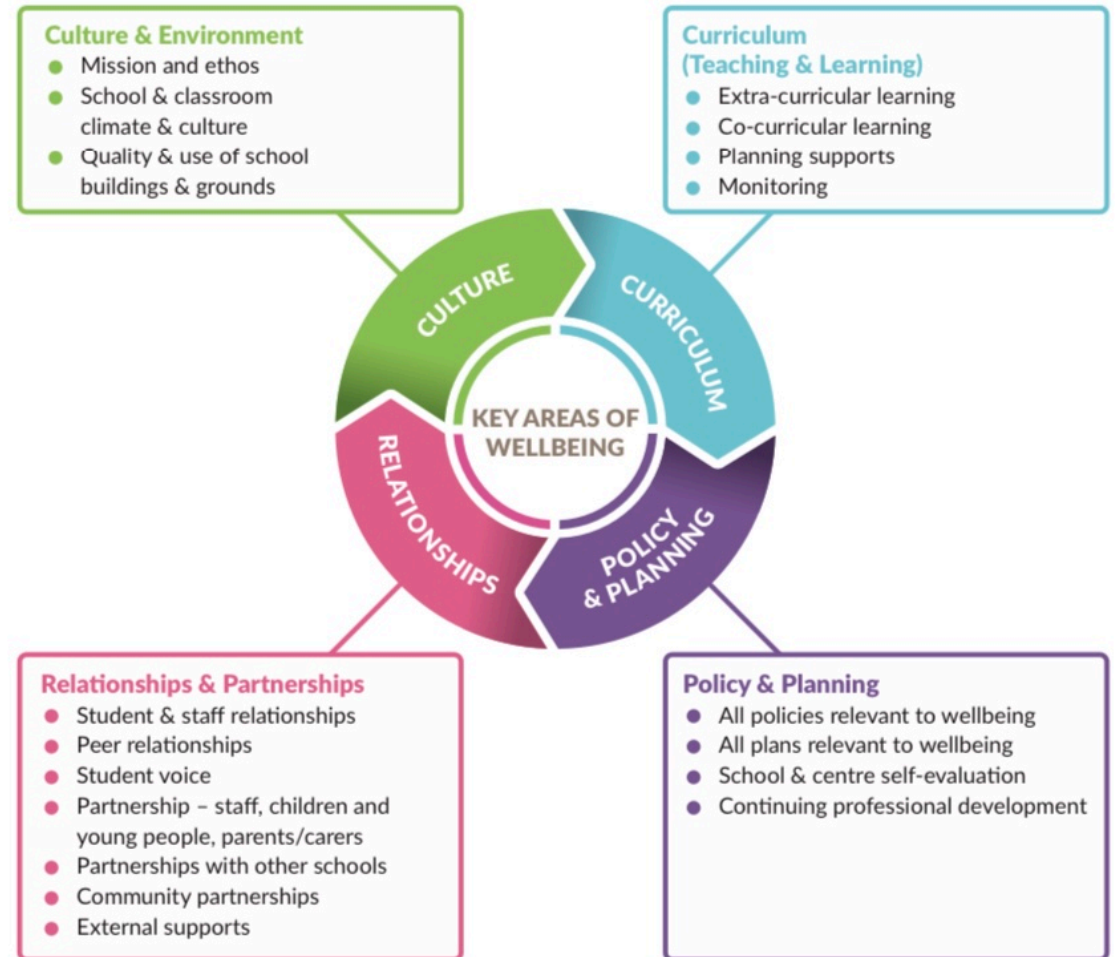 Culture & Environment
Mission and ethos
School & classroom
climate & culture
Quality & use of school
buildings & grounds
Curriculum
(Teaching & Learning)
Extra-curricular learning
Co-curricular learning
Planning supports
Monitoring
CULTURE
CURRICULUM
KEY AREAS OF
WELLBEING
RELATIONSHIPS
POLICY
& PLANNING
Relationships & Partnerships
Student & staff relationships
Peer relationships
Student voice
Partnership – staff, children and
young people, parents/carers
Partnerships with other schools
Community partnerships
External supports
Policy & Planning
All policies relevant to wellbeing
All plans relevant to wellbeing
School & centre self-evaluation
Continuing professional development